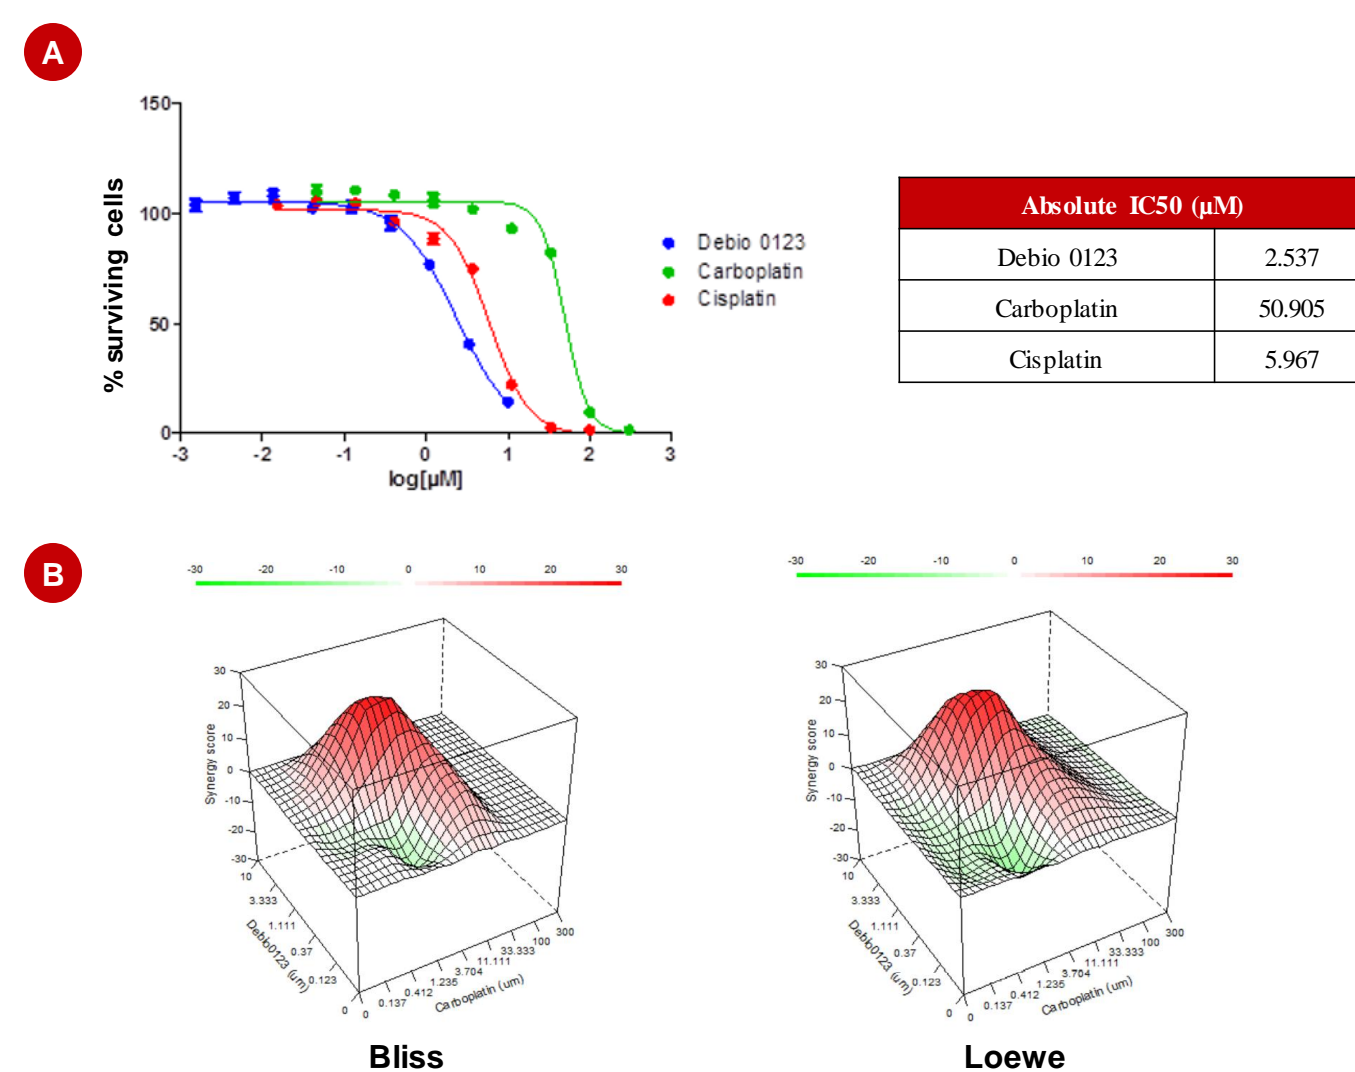 A
150
100
50
0
-3 -2 -1 0 1 2 3
% surviving cells
log[µM]
Debio 0123
Carboplatin
Cisplatin
Absolute IC50 (µM)
Debio 0123 2.537
Carboplatin 50.905
Cisplatin 5.967
B
-30 -20 -10 0 10 20 30
30
20
10
0
-10
-20
-30
Synergy score
10
3.333
1.111
0.37
0.123
0
Debio0123 (um)
0
0.137
0.412
1.235
3.704
11.111
33.333
100
300
Carboplatin (um)
Bliss
-30 -20 -10 0 10 20 30
30
20
10
0
-10
-20
-30
Synergy score
10
3.333
1.111
0.37
0.123
0
Debio0123 (um)
0
0.137
0.412
1.235
3.704
11.111
33.333
100
300
Carboplatin (um)
Loewe